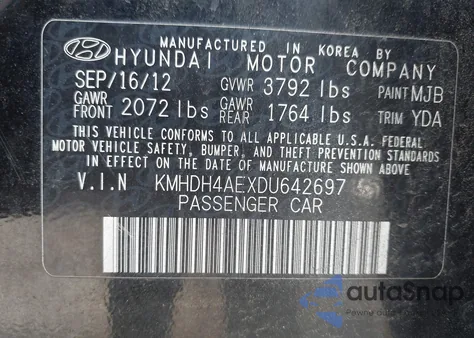 MANUFACTURED IN KOREA BY
HYUNDAI MOTOR COMPANY
SEP/16/12 GVWR 3792 lbs PAINT MJB
GAWR FRONT 2072 lbs GAWR REAR 1764 lbs TRIM YDA
THIS VEHICLE CONFORMS TO ALL APPLICABLE U.S.A. FEDERAL
MOTOR VEHICLE SAFETY, BUMPER, AND THEFT PREVENTION STANDARDS
IN EFFECT ON THE DATE OF MANUFACTURE SHOWN ABOVE.
V.I.N KMHDH4AEXDU642697
PASSENGER CAR
autoSnap